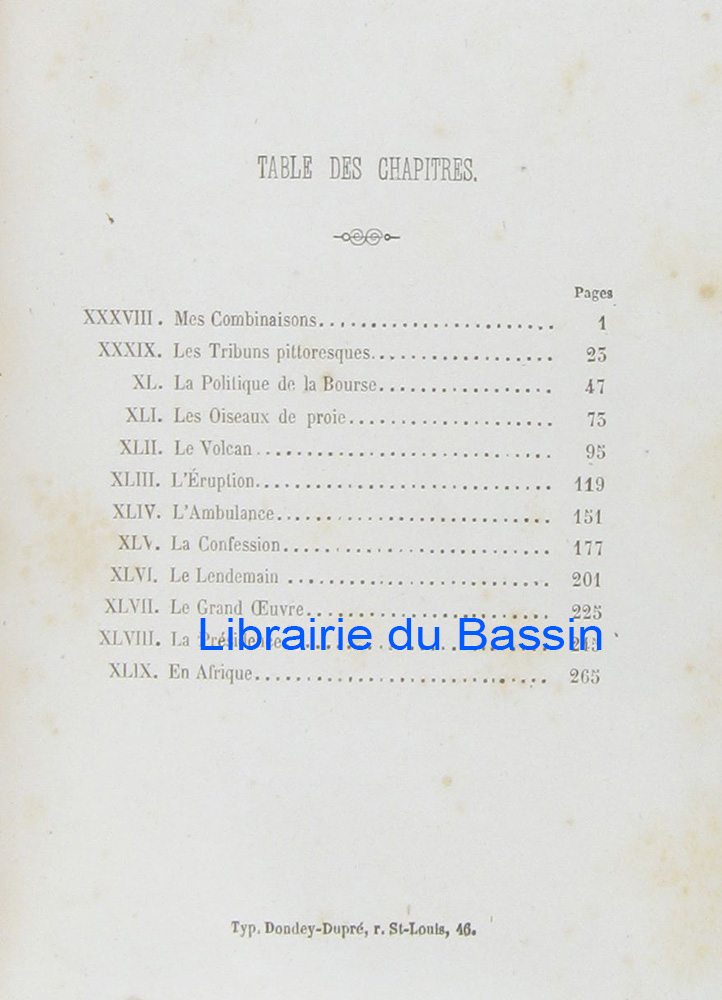 TABLE DES CHAPITRES.
Pages
XXXVIII. Mes Combinaisons........................ 1
XXXIX. Les Tribuns pittoresques.................. 23
XL. La Politique de la Bourse................. 47
XLI. Les Oiseaux de proie.................... 73
XLII. Le Volcan............................ 95
XLIII. L'Éruption............................ 119
XLIV. L'Ambulance.......................... 151
XLV. La Confession......................... 177
XLVI. Le Lendemain ........................ 201
XLVII. Le Grand Œuvre....................... 225
XLVIII. La Présidence........................ 245
XLIX. En Afrique............................ 265
Librairie du Bassin
Typ. Dondey-Dupré, r. St-Louis, 46.